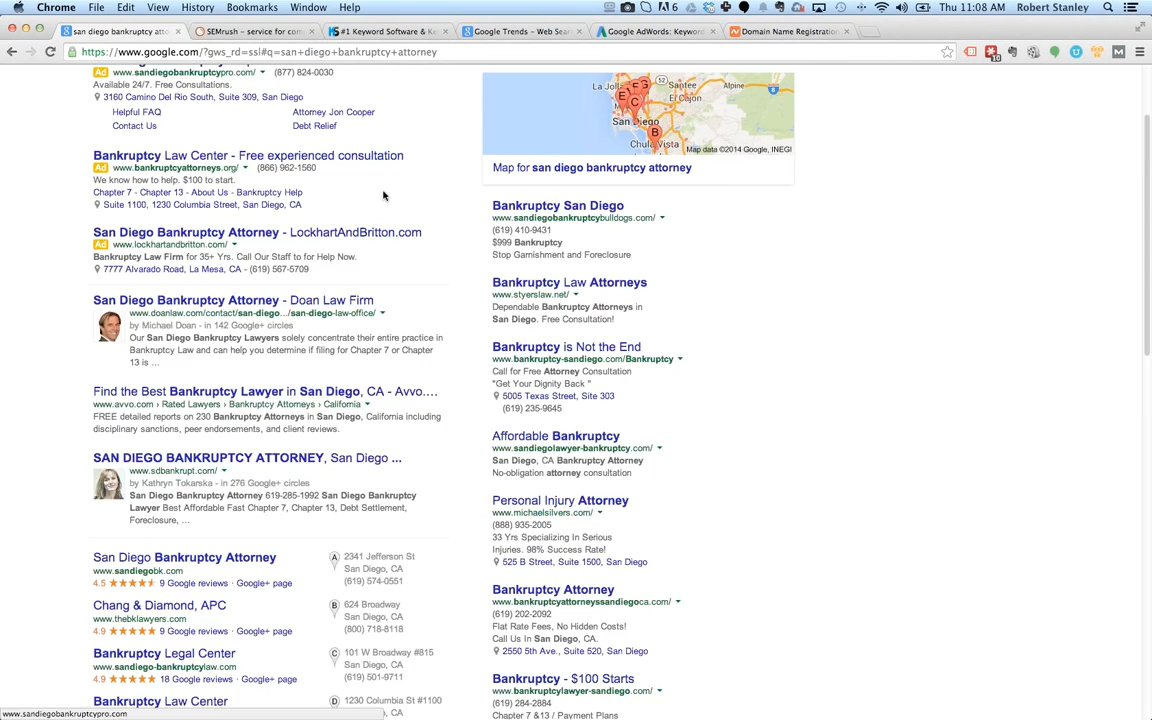 Chrome File Edit View History Bookmarks Window Help
6 Thu 11:08 AM Robert Stanley
san diego bankruptcy atto
SEMrush - service for com
#1 Keyword Software & Ke
Google Trends - Web Sear
Google AdWords: Keyword
Domain Name Registration
https://www.google.com/?gws_rd=ssl#q=san+diego+bankruptcy+attorney
10
Ad www.sandiegobankruptcypro.com/ (877) 824-0030
Available 24/7. Free Consultations.
3160 Camino Del Rio South, Suite 309, San Diego
Helpful FAQ Attorney Jon Cooper
Contact Us Debt Relief
Bankruptcy Law Center - Free experienced consultation
Ad www.bankruptcyattorneys.org/ (866) 962-1560
We know how to help. $100 to start.
Chapter 7 - Chapter 13 - About Us - Bankruptcy Help
Suite 1100, 1230 Columbia Street, San Diego, CA
San Diego Bankruptcy Attorney - LockhartAndBritton.com
Ad www.lockhartandbritton.com/
Bankruptcy Law Firm for 35+ Yrs. Call Our Staff to for Help Now.
7777 Alvarado Road, La Mesa, CA - (619) 567-5709
San Diego Bankruptcy Attorney - Doan Law Firm
www.doanlaw.com/contact/san-diego.../san-diego-law-office/
by Michael Doan - in 142 Google+ circles
Our San Diego Bankruptcy Lawyers solely concentrate their entire practice in
Bankruptcy Law and can help you determine if filing for Chapter 7 or Chapter
13 is ...
Find the Best Bankruptcy Lawyer in San Diego, CA - Avvo....
www.avvo.com › Rated Lawyers › Bankruptcy Attorneys › California
FREE detailed reports on 230 Bankruptcy Attorneys in San Diego, California including
disciplinary sanctions, peer endorsements, and client reviews.
SAN DIEGO BANKRUPTCY ATTORNEY, San Diego ...
www.sdbankrupt.com/
by Kathryn Tokarska - in 276 Google+ circles
San Diego Bankruptcy Attorney 619-285-1992 San Diego Bankruptcy
Lawyer Best Affordable Fast Chapter 7, Chapter 13, Debt Settlement,
Foreclosure, ...
San Diego Bankruptcy Attorney
www.sandiegobk.com
4.5 9 Google reviews · Google+ page
A 2341 Jefferson St
San Diego, CA
(619) 574-0551
Chang & Diamond, APC
www.thebklawyers.com
4.9 9 Google reviews · Google+ page
B 624 Broadway
San Diego, CA
(800) 718-8118
Bankruptcy Legal Center
www.sandiego-bankruptcylaw.com
4.9 18 Google reviews · Google+ page
C 101 W Broadway #815
San Diego, CA
(619) 501-9711
Bankruptcy Law Center
D 1230 Columbia St #1100
San Diego, CA
www.sandiegobankruptcypro.com
La Jolla 52 Santee Alpine
El Cajon 8
E F G
C
San Diego
B
Chula Vista Map data ©2014 Google, INEGI
Map for san diego bankruptcy attorney
Bankruptcy San Diego
www.sandiegobankruptcybulldogs.com/
(619) 410-9431
$999 Bankruptcy
Stop Garnishment and Foreclosure
Bankruptcy Law Attorneys
www.styerslaw.net/
Dependable Bankruptcy Attorneys in
San Diego. Free Consultation!
Bankruptcy is Not the End
www.bankruptcy-sandiego.com/Bankruptcy
Call for Free Attorney Consultation
"Get Your Dignity Back "
5005 Texas Street, Site 303
(619) 235-9645
Affordable Bankruptcy
www.sandiegolawyer-bankruptcy.com/
San Diego, CA Bankruptcy Attorney
No-obligation attorney consultation
Personal Injury Attorney
www.michaelsilvers.com/
(888) 935-2005
33 Yrs Specializing In Serious
Injuries. 98% Success Rate!
525 B Street, Suite 1500, San Diego
Bankruptcy Attorney
www.bankruptcyattorneyssandiegoca.com/
(619) 202-2092
Flat Rate Fees, No Hidden Costs!
Call Us In San Diego, CA.
2550 5th Ave., Suite 520, San Diego
Bankruptcy - $100 Starts
www.bankruptcylawyer-sandiego.com/
(619) 284-2884
Chapter 7 &13 / Payment Plans